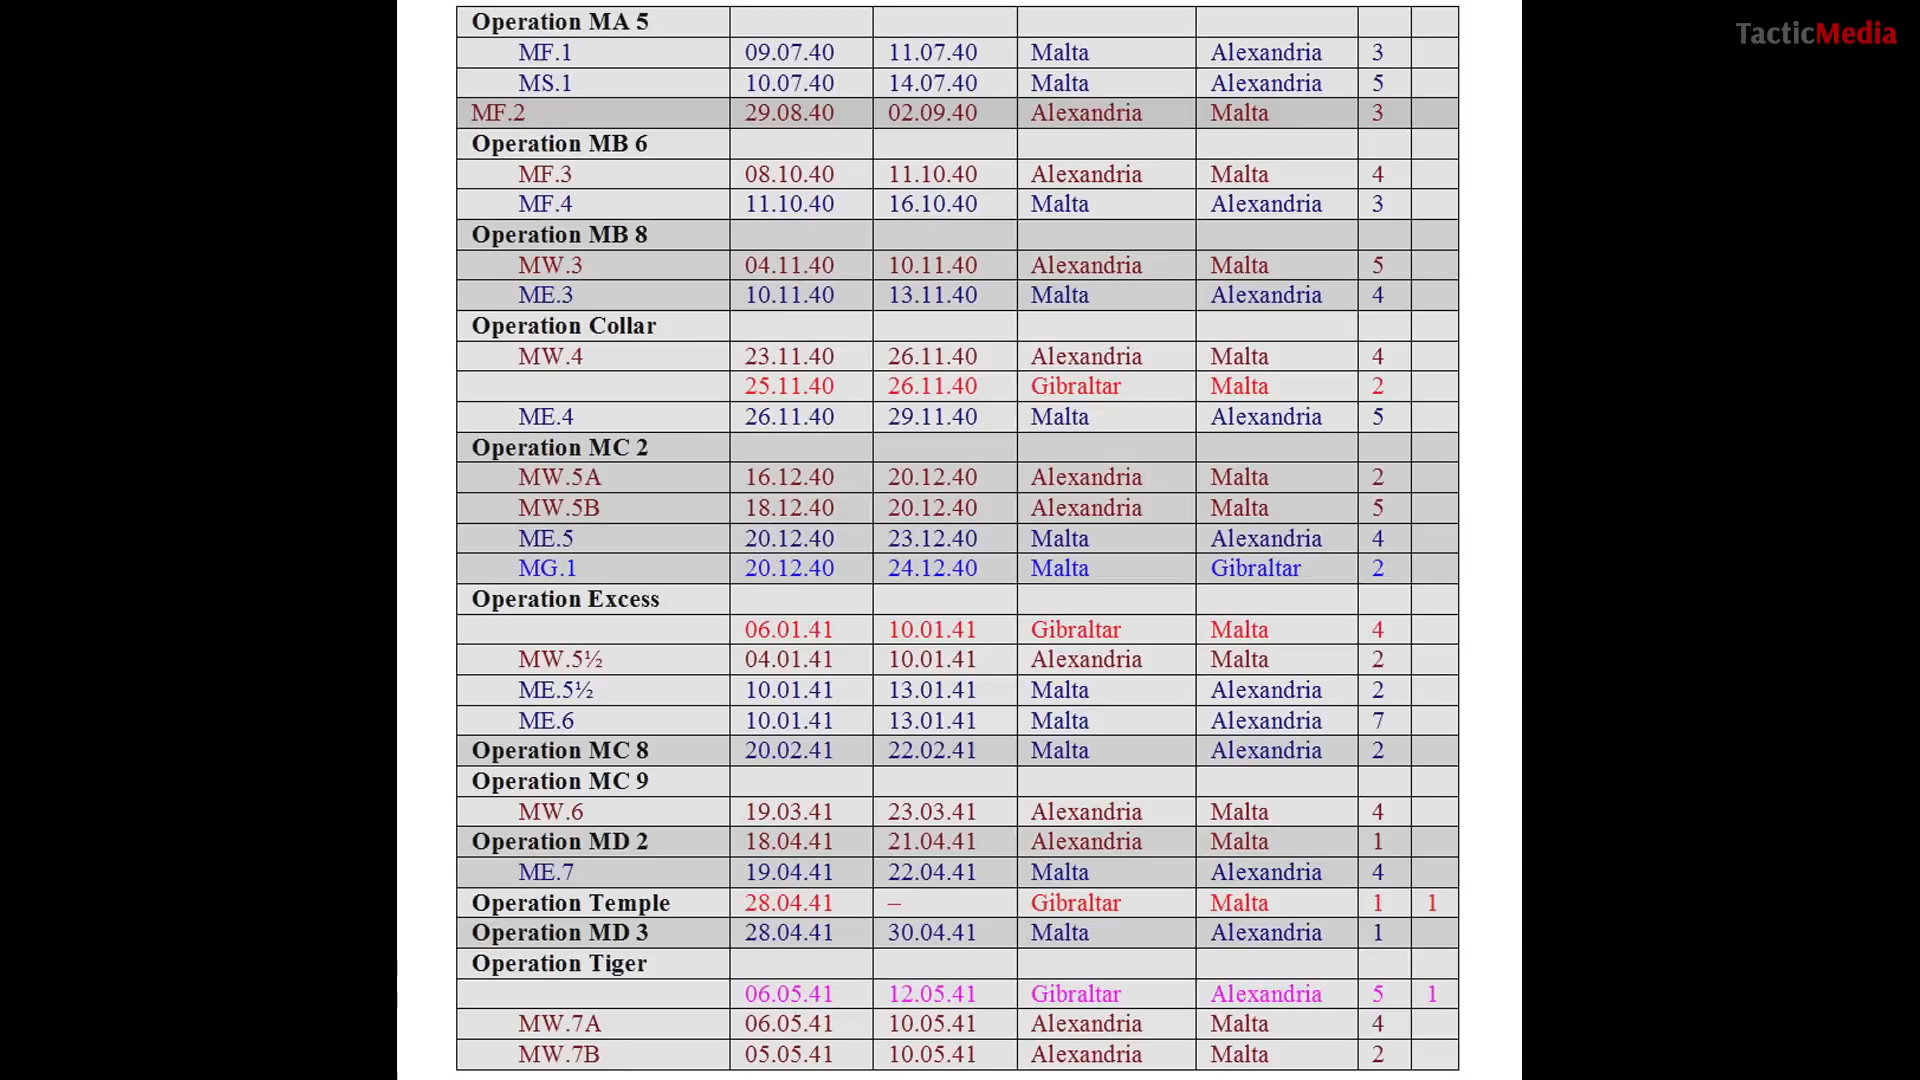 TacticMedia
Operation MA 5
MF.1 09.07.40 11.07.40 Malta Alexandria 3
MS.1 10.07.40 14.07.40 Malta Alexandria 5
MF.2 29.08.40 02.09.40 Alexandria Malta 3
Operation MB 6
MF.3 08.10.40 11.10.40 Alexandria Malta 4
MF.4 11.10.40 16.10.40 Malta Alexandria 3
Operation MB 8
MW.3 04.11.40 10.11.40 Alexandria Malta 5
ME.3 10.11.40 13.11.40 Malta Alexandria 4
Operation Collar
MW.4 23.11.40 26.11.40 Alexandria Malta 4
25.11.40 26.11.40 Gibraltar Malta 2
ME.4 26.11.40 29.11.40 Malta Alexandria 5
Operation MC 2
MW.5A 16.12.40 20.12.40 Alexandria Malta 2
MW.5B 18.12.40 20.12.40 Alexandria Malta 5
ME.5 20.12.40 23.12.40 Malta Alexandria 4
MG.1 20.12.40 24.12.40 Malta Gibraltar 2
Operation Excess
06.01.41 10.01.41 Gibraltar Malta 4
MW.5½ 04.01.41 10.01.41 Alexandria Malta 2
ME.5½ 10.01.41 13.01.41 Malta Alexandria 2
ME.6 10.01.41 13.01.41 Malta Alexandria 7
Operation MC 8 20.02.41 22.02.41 Malta Alexandria 2
Operation MC 9
MW.6 19.03.41 23.03.41 Alexandria Malta 4
Operation MD 2 18.04.41 21.04.41 Alexandria Malta 1
ME.7 19.04.41 22.04.41 Malta Alexandria 4
Operation Temple 28.04.41 – Gibraltar Malta 1 1
Operation MD 3 28.04.41 30.04.41 Malta Alexandria 1
Operation Tiger
06.05.41 12.05.41 Gibraltar Alexandria 5 1
MW.7A 06.05.41 10.05.41 Alexandria Malta 4
MW.7B 05.05.41 10.05.41 Alexandria Malta 2